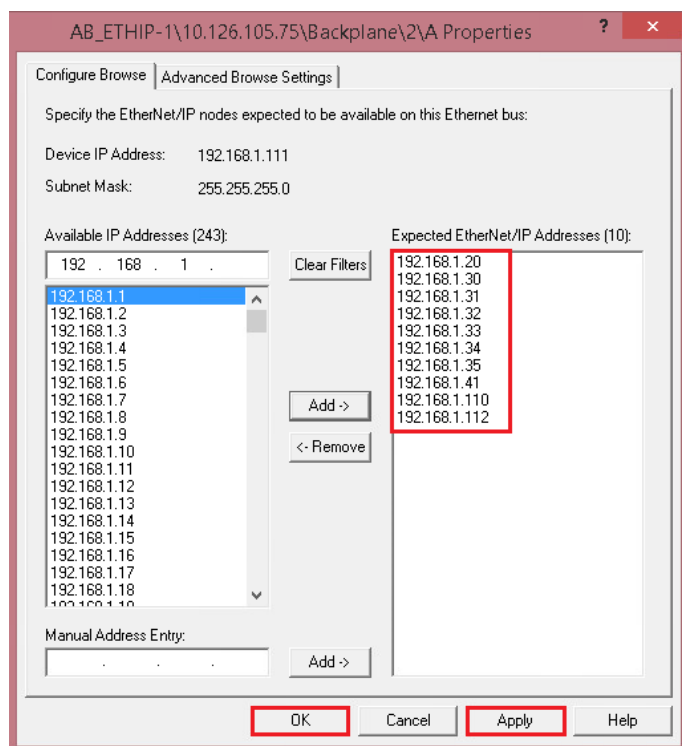 AB_ETHIP-1\10.126.105.75\Backplane\2\A Properties ? ×
Configure Browse Advanced Browse Settings
Specify the EtherNet/IP nodes expected to be available on this Ethernet bus:
Device IP Address: 192.168.1.111
Subnet Mask: 255.255.255.0
Available IP Addresses (243):
192 . 168 . 1 .
192.168.1.1
192.168.1.2
192.168.1.3
192.168.1.4
192.168.1.5
192.168.1.6
192.168.1.7
192.168.1.8
192.168.1.9
192.168.1.10
192.168.1.11
192.168.1.12
192.168.1.13
192.168.1.14
192.168.1.15
192.168.1.16
192.168.1.17
192.168.1.18
Manual Address Entry:
. . .
Clear Filters
Add ->
<- Remove
Add ->
Expected EtherNet/IP Addresses (10):
192.168.1.20
192.168.1.30
192.168.1.31
192.168.1.32
192.168.1.33
192.168.1.34
192.168.1.35
192.168.1.41
192.168.1.110
192.168.1.112
OK Cancel Apply Help